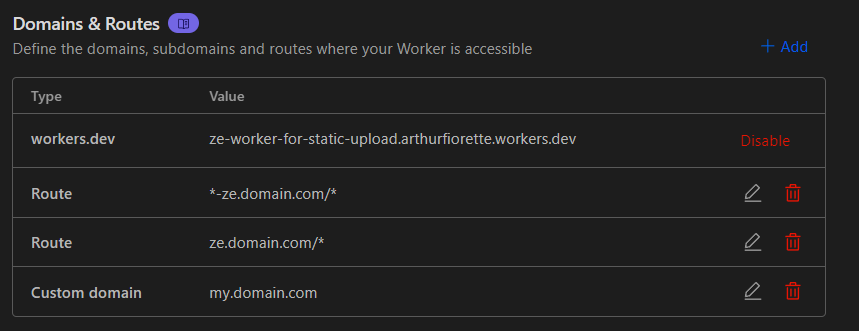 Domains & Routes
Define the domains, subdomains and routes where your Worker is accessible
+ Add
Type Value
workers.dev ze-worker-for-static-upload.arthurfiorette.workers.dev Disable
Route *-ze.domain.com/*
Route ze.domain.com/*
Custom domain my.domain.com